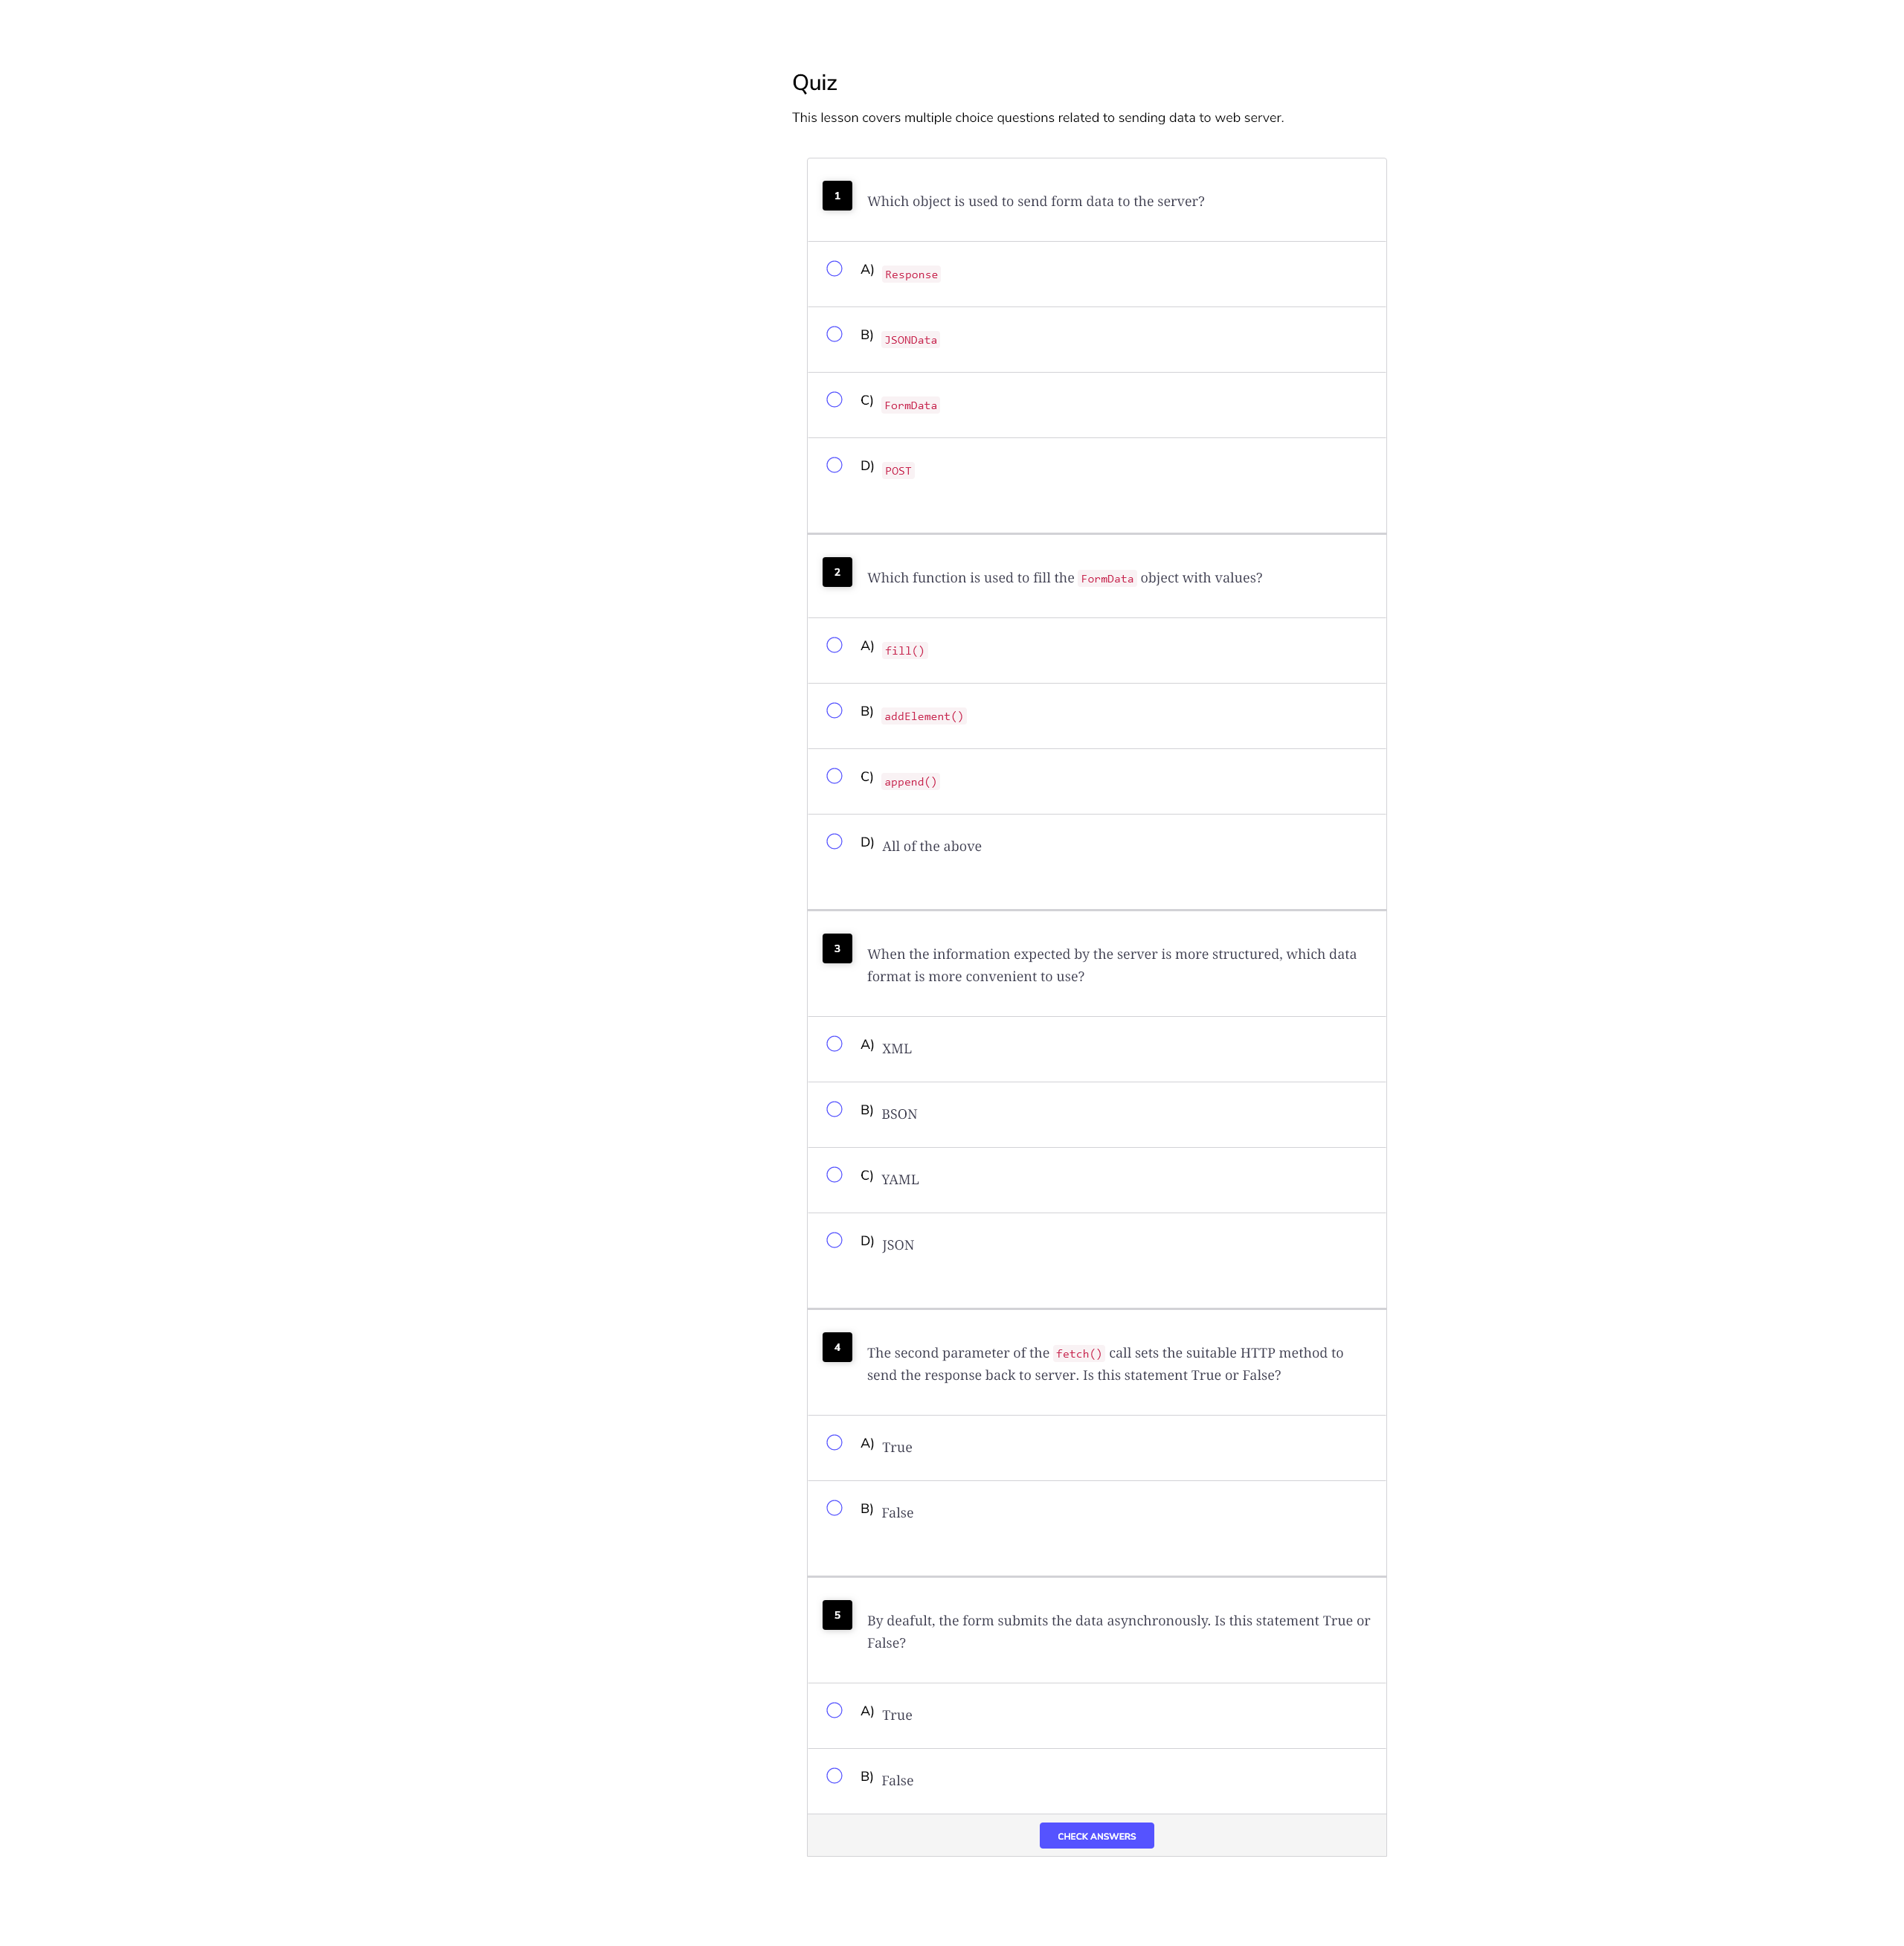 Quiz
This lesson covers multiple choice questions related to sending data to web server.
1 Which object is used to send form data to the server?
A) Response
B) JSONData
C) FormData
D) POST
2 Which function is used to fill the FormData object with values?
A) fill()
B) addElement()
C) append()
D) All of the above
3 When the information expected by the server is more structured, which data
format is more convenient to use?
A) XML
B) BSON
C) YAML
D) JSON
4 The second parameter of the fetch() call sets the suitable HTTP method to
send the response back to server. Is this statement True or False?
A) True
B) False
5 By deafult, the form submits the data asynchronously. Is this statement True or
False?
A) True
B) False
CHECK ANSWERS